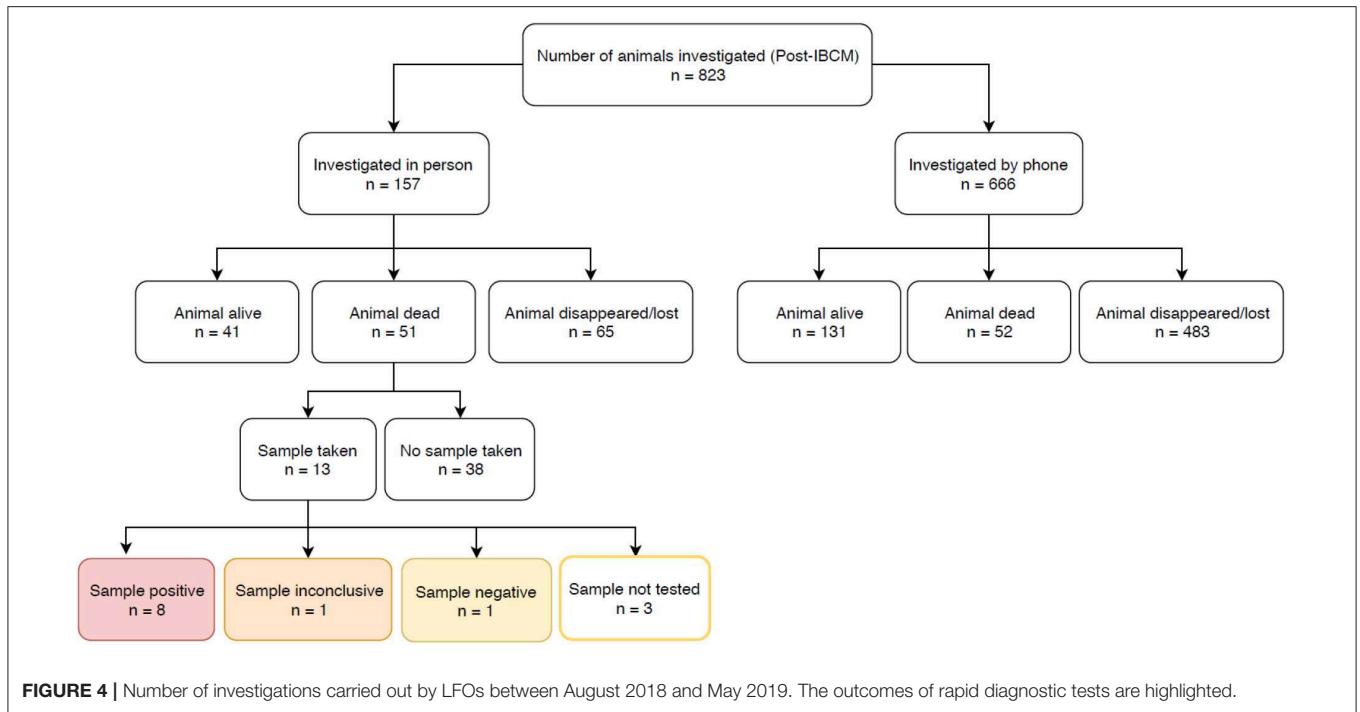 Number of animals investigated (Post-IBCM)
n = 823
Investigated in person
n = 157
Investigated by phone
n = 666
Animal alive
n = 41
Animal dead
n = 51
Animal disappeared/lost
n = 65
Animal alive
n = 131
Animal dead
n = 52
Animal disappeared/lost
n = 483
Sample taken
n = 13
No sample taken
n = 38
Sample positive
n = 8
Sample inconclusive
n = 1
Sample negative
n = 1
Sample not tested
n = 3
FIGURE 4 | Number of investigations carried out by LFOs between August 2018 and May 2019. The outcomes of rapid diagnostic tests are highlighted.